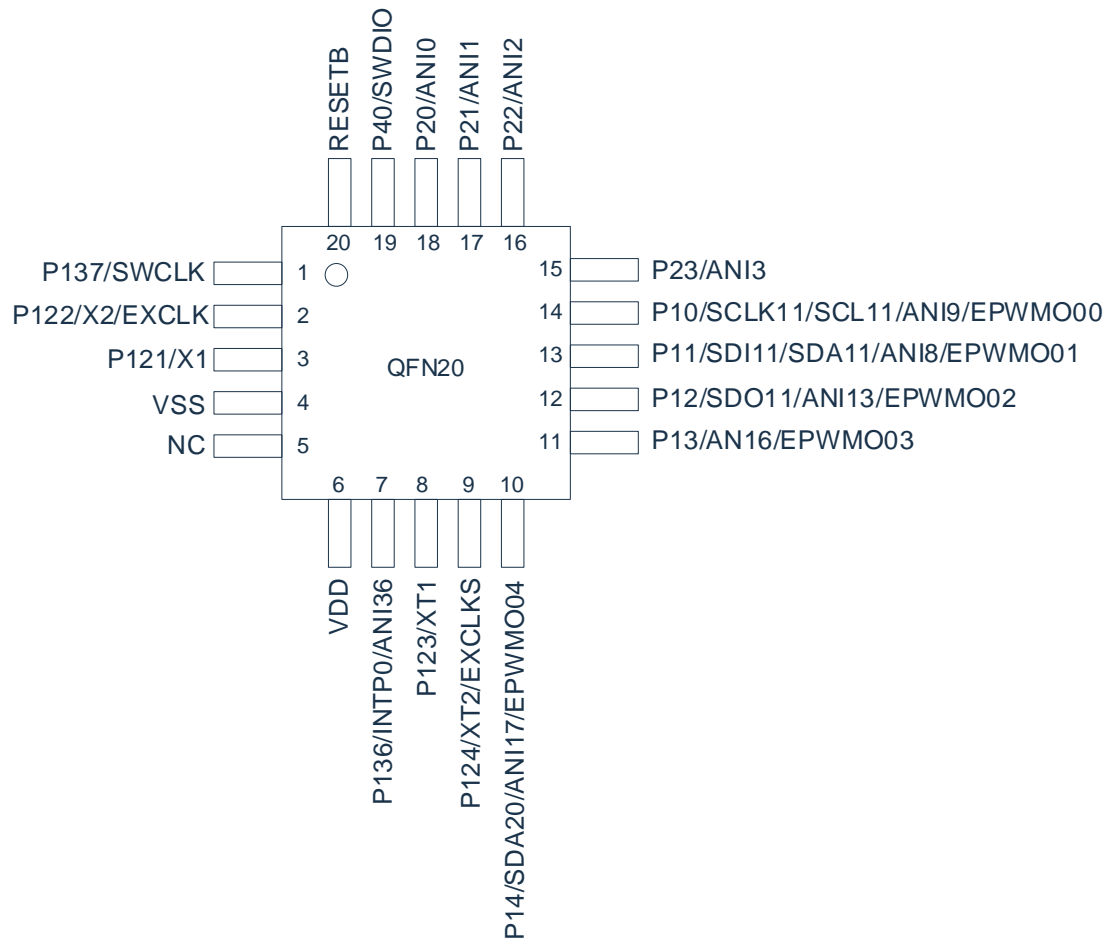 RESETB
P40/SWDIO
P20/ANI0
P21/ANI1
P22/ANI2
20
19
18
17
16
P137/SWCLK
1
P122/X2/EXCLK
2
P121/X1
3
VSS
4
NC
5
QFN20
15
P23/ANI3
14
P10/SCLK11/SCL11/ANI9/EPWMO00
13
P11/SDI11/SDA11/ANI8/EPWMO01
12
P12/SDO11/ANI13/EPWMO02
11
P13/AN16/EPWMO03
6
7
8
9
10
VDD
P136/INTP0/ANI36
P123/XT1
P124/XT2/EXCLKS
P14/SDA20/ANI17/EPWMO04